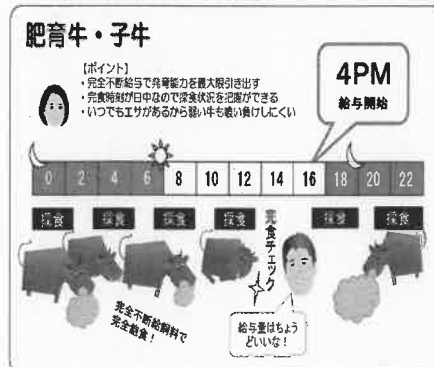 肥育牛・子牛
【ポイント】
・完全不断給与で発育能力を最大限引き出す
・完食時刻が日中なので採食状況を把握ができる
・いつでもエサがあるから弱い牛も喰い負けしにくい
4PM
給与開始
0 2 4 6 8 10 12 14 16 18 20 22
採食 採食 採食 採食 採食 採食
完食チェック
完全不断給飼料で
完全飽食！
給与量はちょう
どいいな！